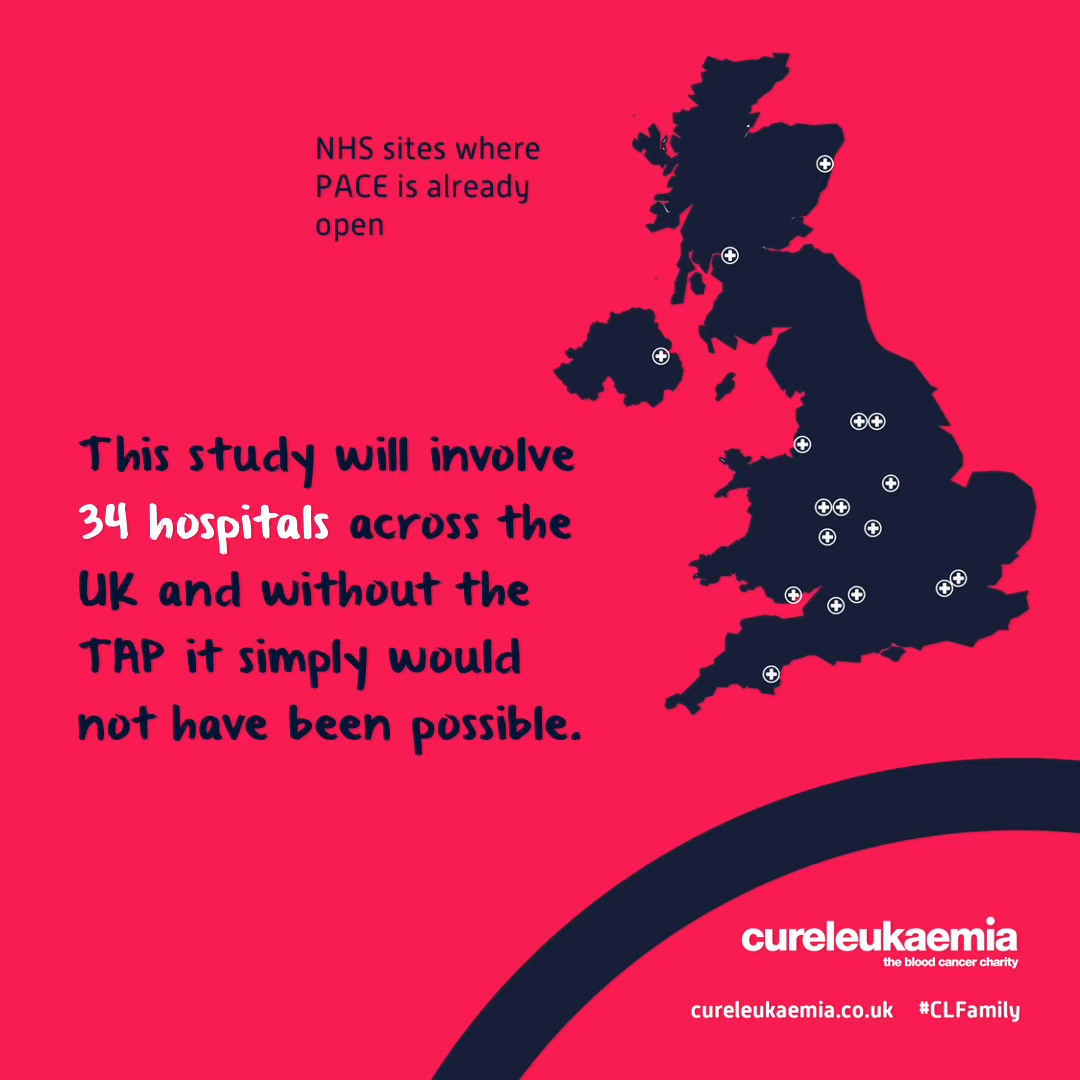 NHS sites where
PACE is already
open
This study will involve
34 hospitals across the
UK and without the
TAP it simply would
not have been possible.
cureleukaemia
the blood cancer charity
cureleukaemia.co.uk #CLFamily